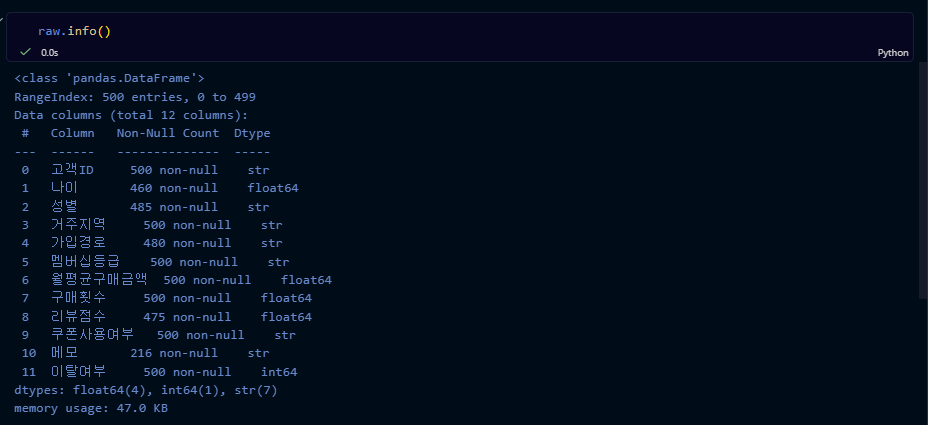 raw.info()
0.0s
Python
<class 'pandas.DataFrame'>
RangeIndex: 500 entries, 0 to 499
Data columns (total 12 columns):
 #   Column   Non-Null Count  Dtype
---  ------   --------------  -----
 0   고객ID     500 non-null    str
 1   나이       460 non-null    float64
 2   성별       485 non-null    str
 3   거주지역     500 non-null    str
 4   가입경로     480 non-null    str
 5   멤버십등급    500 non-null    str
 6   월평균구매금액  500 non-null    float64
 7   구매횟수     500 non-null    float64
 8   리뷰점수     475 non-null    float64
 9   쿠폰사용여부   500 non-null    str
 10  메모       216 non-null    str
 11  이탈여부     500 non-null    int64
dtypes: float64(4), int64(1), str(7)
memory usage: 47.0 KB